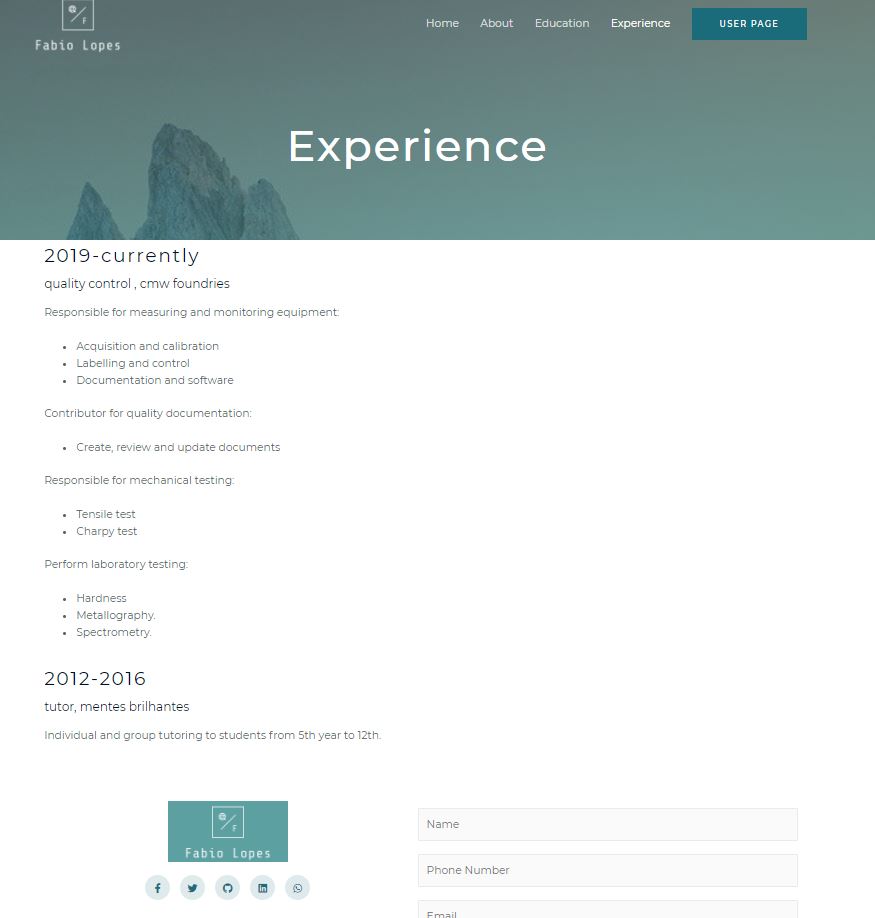 Fabio Lopes
Home About Education Experience USER PAGE
Experience
2019-currently
quality control , cmw foundries
Responsible for measuring and monitoring equipment:
Acquisition and calibration
Labelling and control
Documentation and software
Contributor for quality documentation:
Create, review and update documents
Responsible for mechanical testing:
Tensile test
Charpy test
Perform laboratory testing:
Hardness
Metallography.
Spectrometry.
2012-2016
tutor, mentes brilhantes
Individual and group tutoring to students from 5th year to 12th.
Fabio Lopes
Name
Phone Number
Email